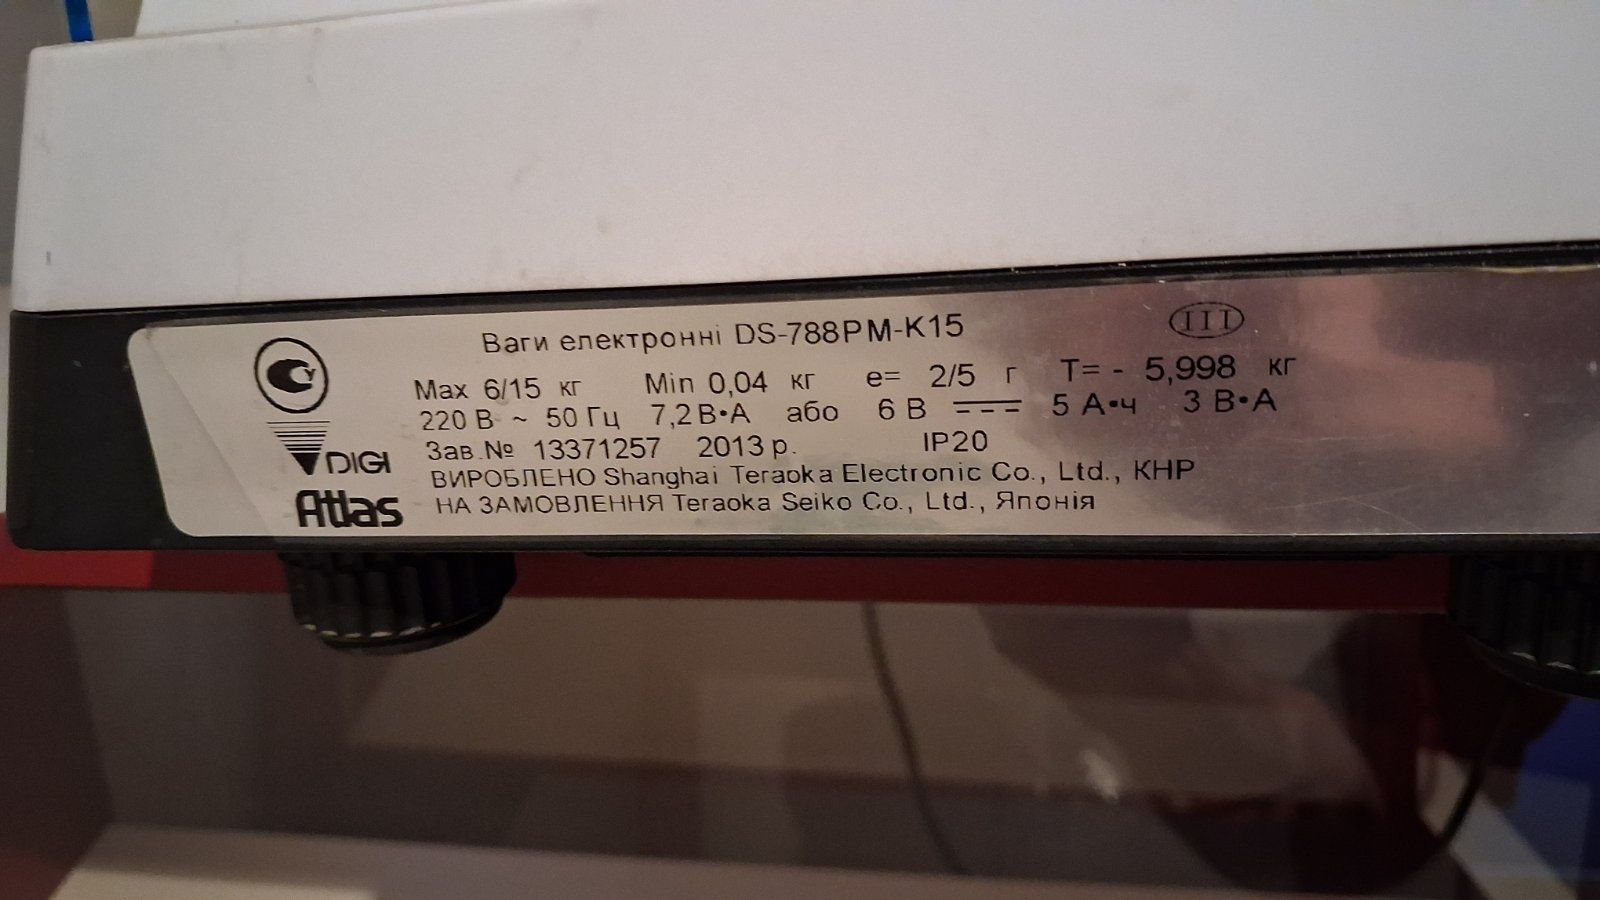 Ваги електронні DS-788PM-K15
III
Max 6/15 кг Min 0,04 кг e= 2/5 г T= - 5,998 кг
220 В ~ 50 Гц 7,2 В•А або 6 В 5 А•ч 3 В•А
Зав.№ 13371257 2013 р. IP20
ВИРОБЛЕНО Shanghai Teraoka Electronic Co., Ltd., КНР
НА ЗАМОВЛЕННЯ Teraoka Seiko Co., Ltd., Японія
DIGI
Atlas